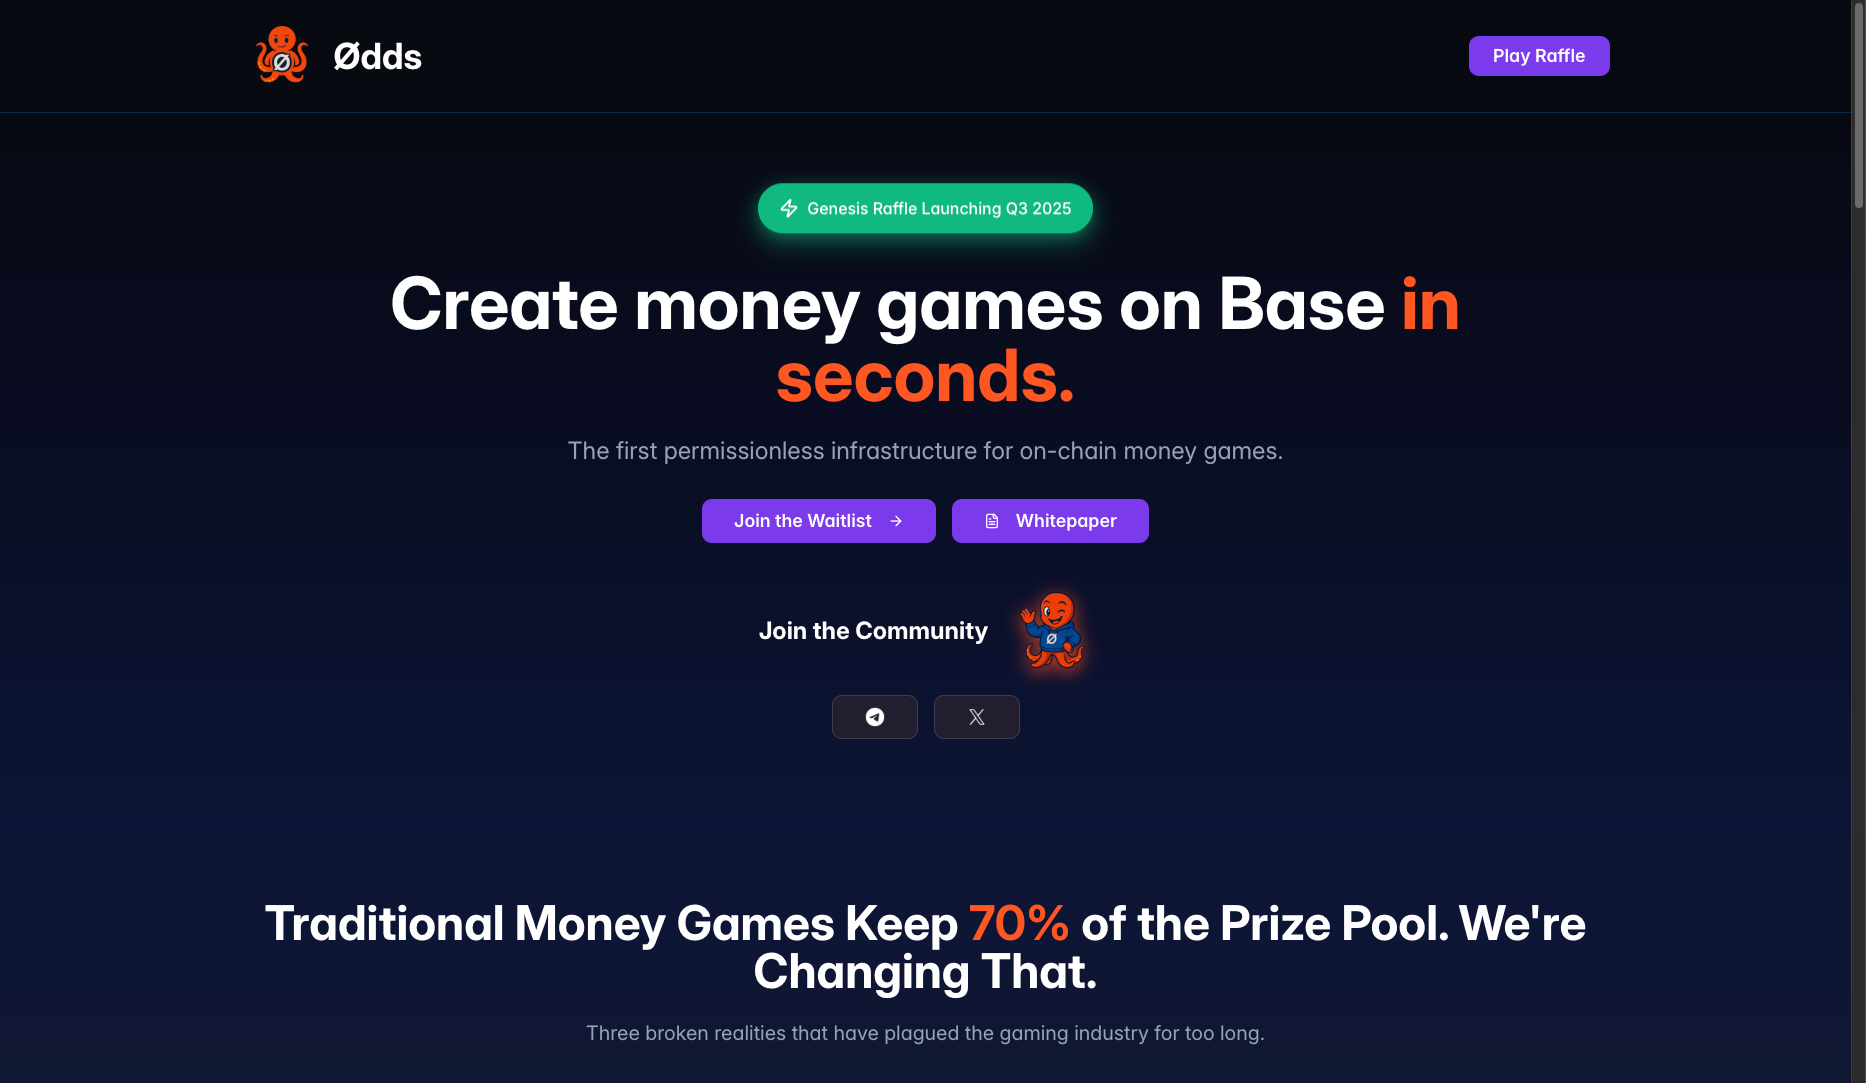 Ødds
Play Raffle
Genesis Raffle Launching Q3 2025
Create money games on Base in
seconds.
The first permissionless infrastructure for on-chain money games.
Join the Waitlist →
Whitepaper
Join the Community
Traditional Money Games Keep 70% of the Prize Pool. We're
Changing That.
Three broken realities that have plagued the gaming industry for too long.